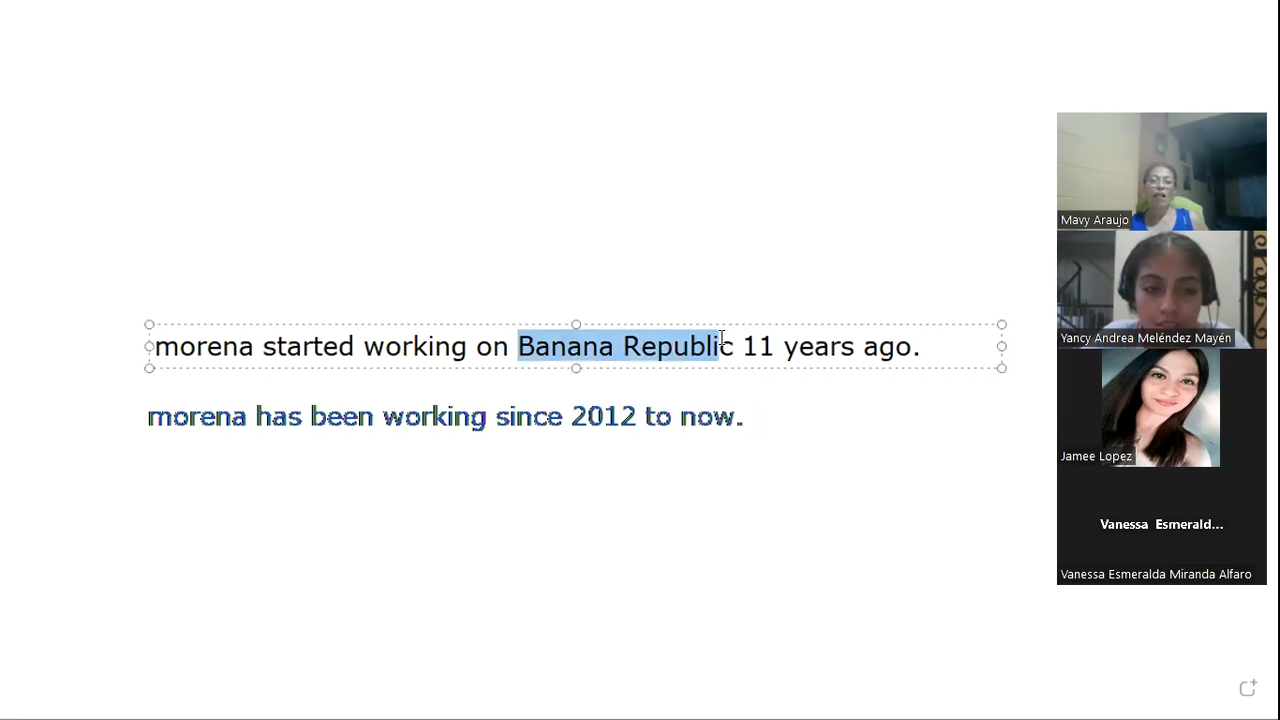 morena started working on Banana Republic 11 years ago.
morena has been working since 2012 to now.
Mavy Araujo
Yancy Andrea Meléndez Mayén
Jamee Lopez
Vanessa Esmerald...
Vanessa Esmeralda Miranda Alfaro